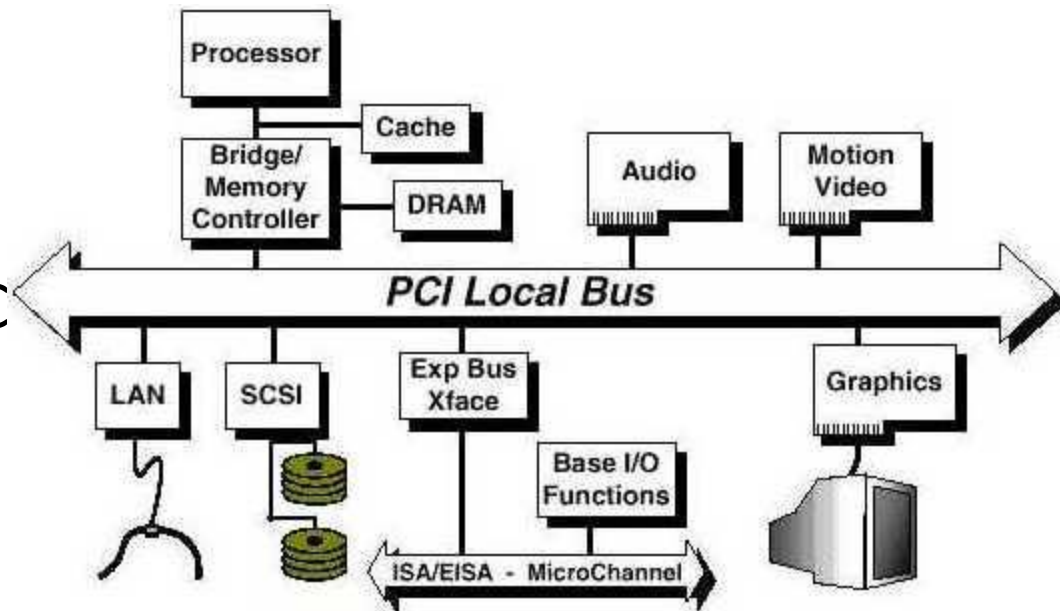 Processor
Cache
Bridge/
Memory
Controller
DRAM
Audio
Motion
Video
PCI Local Bus
LAN
SCSI
Exp Bus
Xface
Graphics
Base I/O
Functions
ISA/EISA - MicroChannel